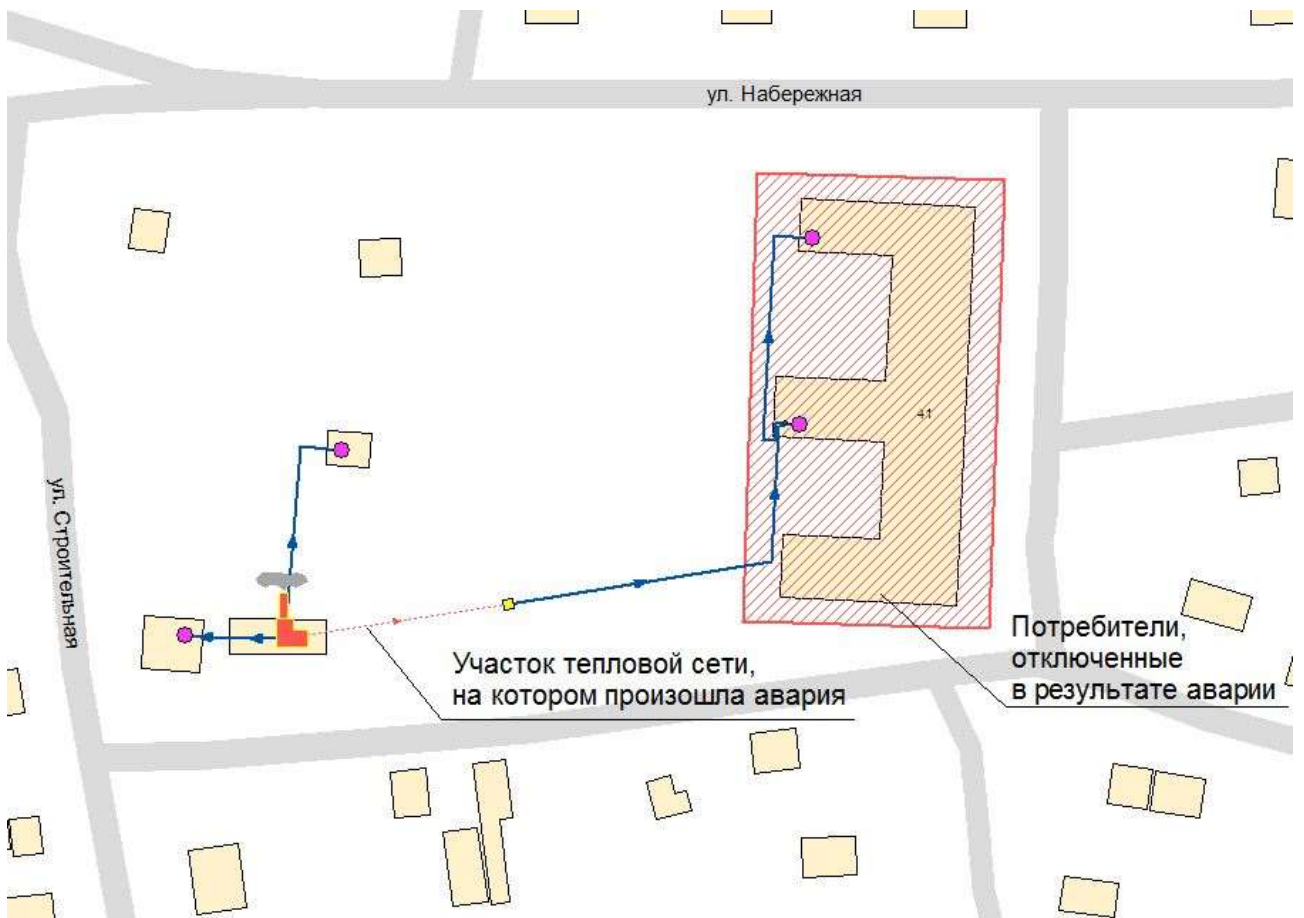 ул. Набережная
41
ул. Строительная
Участок тепловой сети,
на котором произошла авария
Потребители,
отключенные
в результате аварии